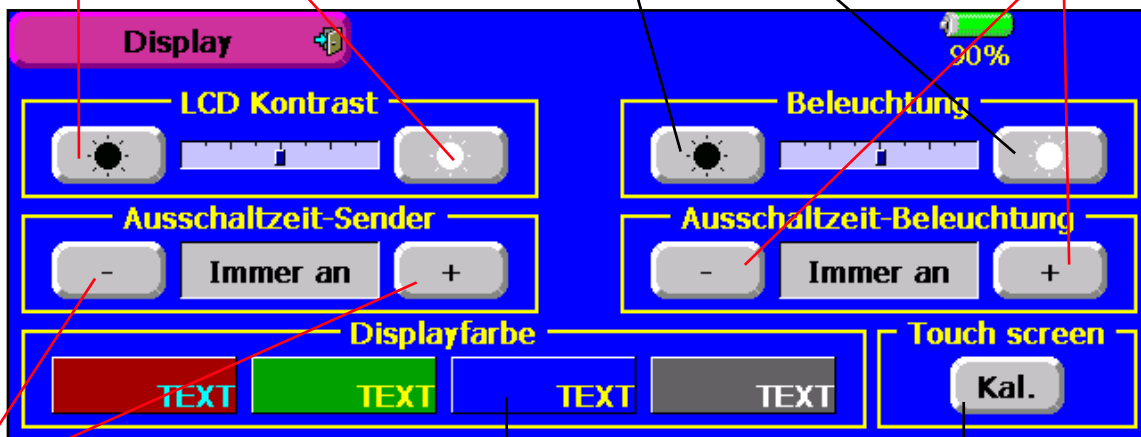 Display
90%
LCD Kontrast
Beleuchtung
Ausschaltzeit-Sender
Ausschaltzeit-Beleuchtung
- Immer an +
- Immer an +
Displayfarbe
Touch screen
TEXT TEXT TEXT TEXT
Kal.